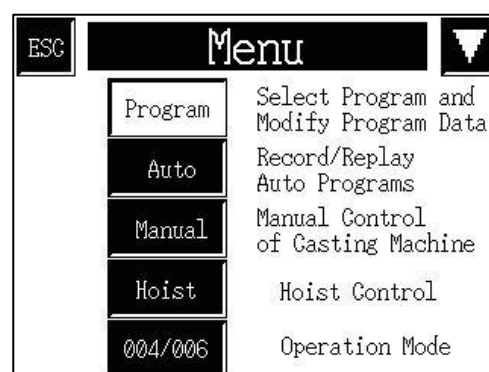 ESC
Menu
Program
Select Program and
Modify Program Data
Auto
Record/Replay
Auto Programs
Manual
Manual Control
of Casting Machine
Hoist
Hoist Control
004/006
Operation Mode